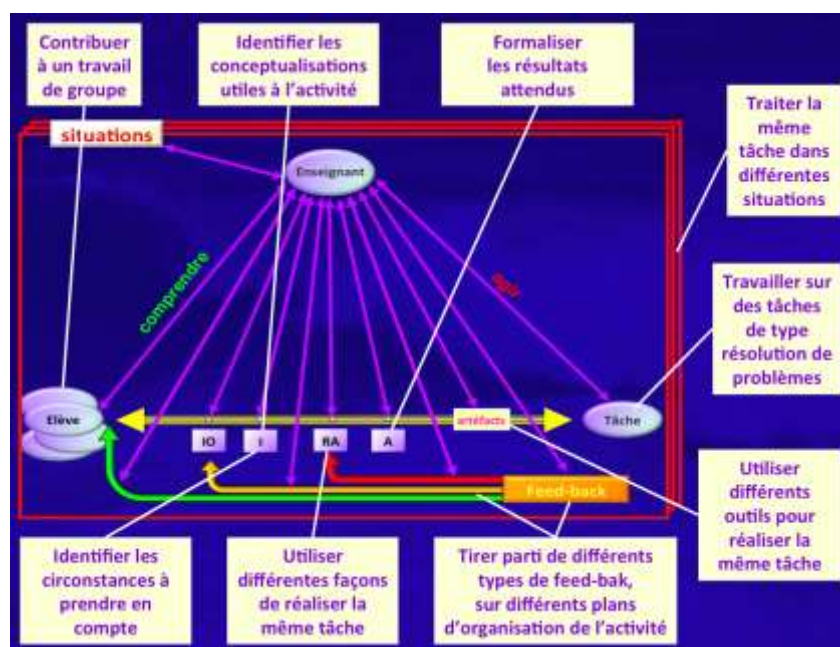 Contribuer
à un travail
de groupe
Identifier les
conceptualisations
utiles à l'activité
Formaliser
les résultats
attendus
situations
Enseignant
Traiter la
même
tâche dans
différentes
situations
comprendre
agir
Travailler sur
des tâches
de type
résolution de
problèmes
Elève
artéfacts
Tâche
IO
I
RA
A
Feed-back
Utiliser
différents
outils pour
réaliser la
même tâche
Identifier les
circonstances à
prendre en
compte
Utiliser
différentes façons
de réaliser la
même tâche
Tirer parti de différents
types de feed-bak,
sur différents plans
d'organisation de l'activité